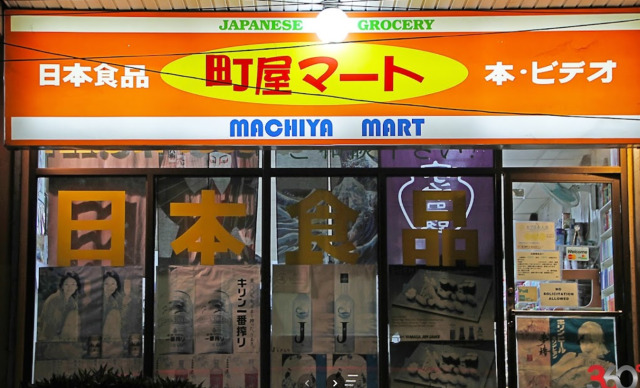 JAPANESE GROCERY
日本食品
町屋マート
本・ビデオ
MACHIYA MART
日本食品
キリン一番搾り
J
NO
SOLICITATION
ALLOWED
360